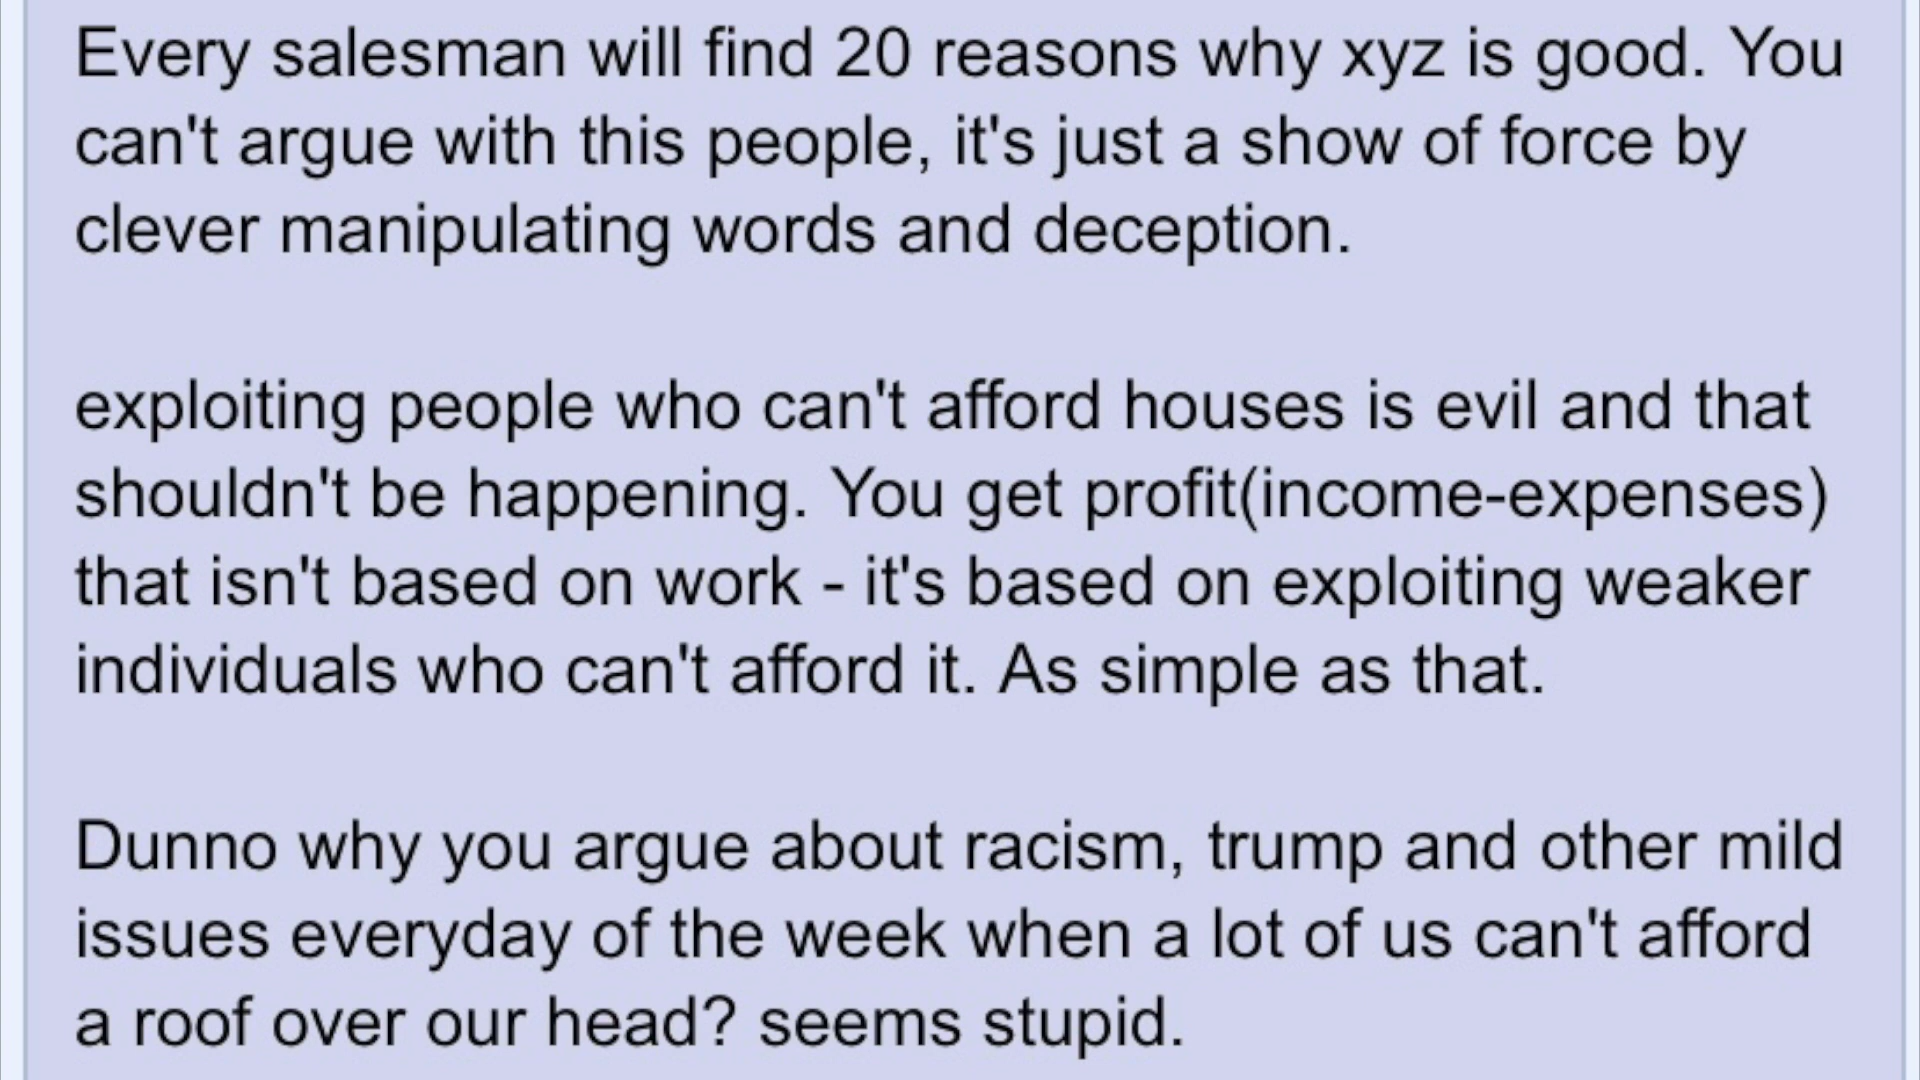 Every salesman will find 20 reasons why xyz is good. You
can't argue with this people, it's just a show of force by
clever manipulating words and deception.
exploiting people who can't afford houses is evil and that
shouldn't be happening. You get profit(income-expenses)
that isn't based on work - it's based on exploiting weaker
individuals who can't afford it. As simple as that.
Dunno why you argue about racism, trump and other mild
issues everyday of the week when a lot of us can't afford
a roof over our head? seems stupid.